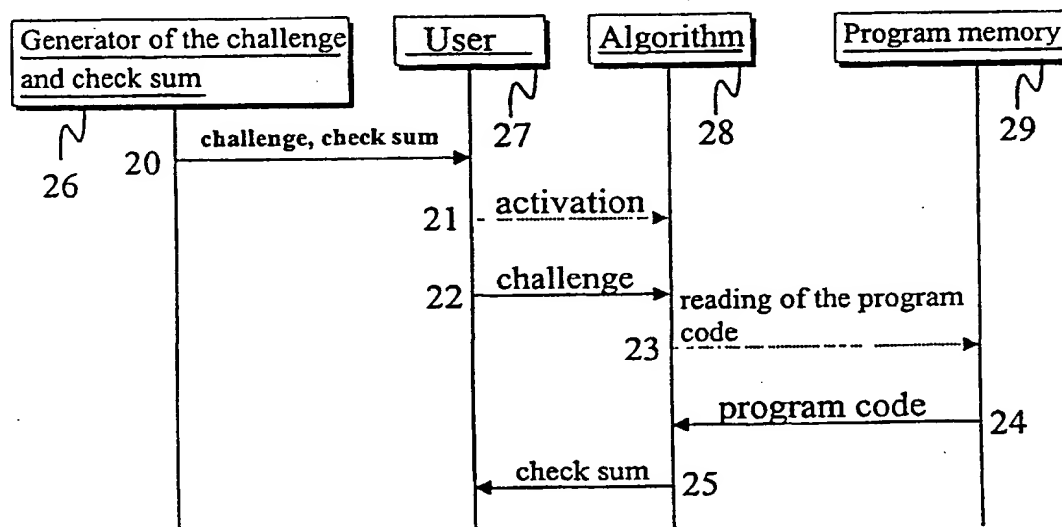 Generator of the challenge
and check sum
User
Algorithm
Program memory
26
27
28
29
20
challenge, check sum
21
activation
22
challenge
reading of the program
code
23
program code
24
check sum
25